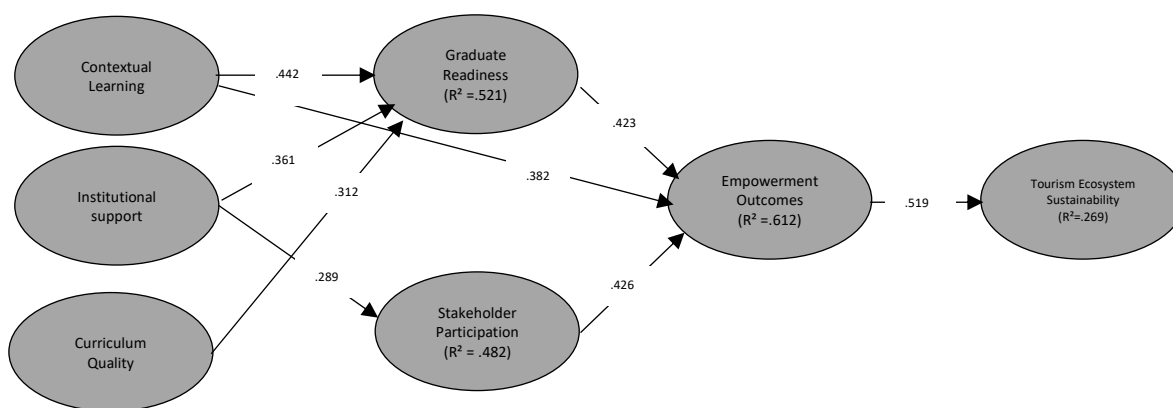 Contextual
Learning
.442
Graduate
Readiness
(R² =.521)
.423
.361
.382
Institutional
support
.312
Empowerment
Outcomes
(R² =.612)
.519
Tourism Ecosystem
Sustainability
(R²=.269)
.289
.426
Stakeholder
Participation
(R² = .482)
Curriculum
Quality